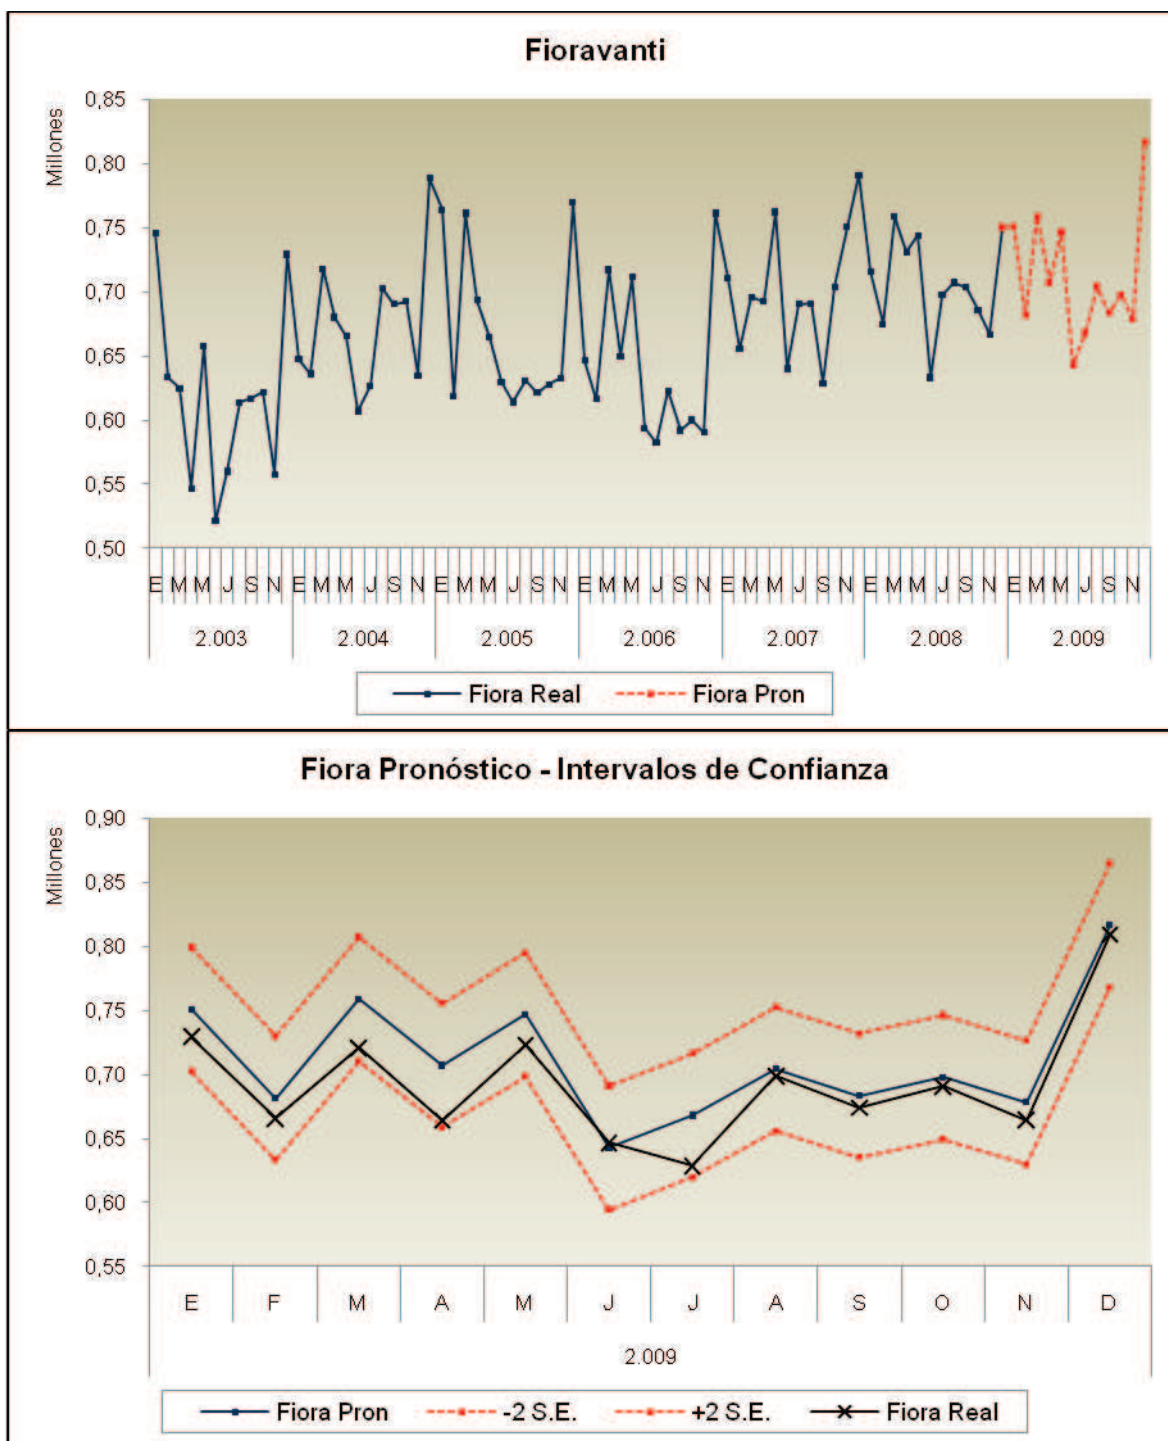 Fioravanti
Millones
0,85
0,80
0,75
0,70
0,65
0,60
0,55
0,50
E M M J S N E M M J S N E M M J S N E M M J S N E M M J S N E M M J S N E M M J S N
2.003 2.004 2.005 2.006 2.007 2.008 2.009
Fiora Real Fiora Pron
Fiora Pronóstico - Intervalos de Confianza
Millones
0,90
0,85
0,80
0,75
0,70
0,65
0,60
0,55
E F M A M J J A S O N D
2.009
Fiora Pron -2 S.E. +2 S.E. Fiora Real